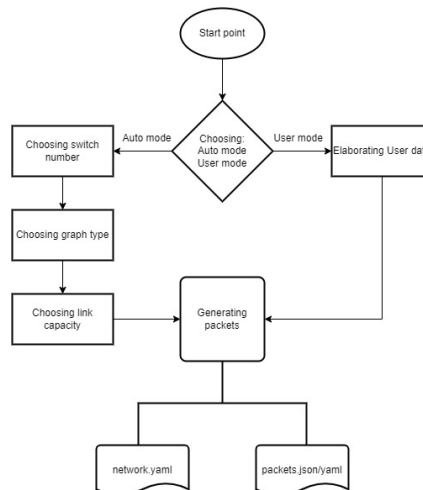 Start point
Auto mode
Choosing:
Auto mode
User mode
User mode
Choosing switch
number
Elaborating User dat
Choosing graph type
Choosing link
capacity
Generating
packets
network.yaml
packets.json/yaml